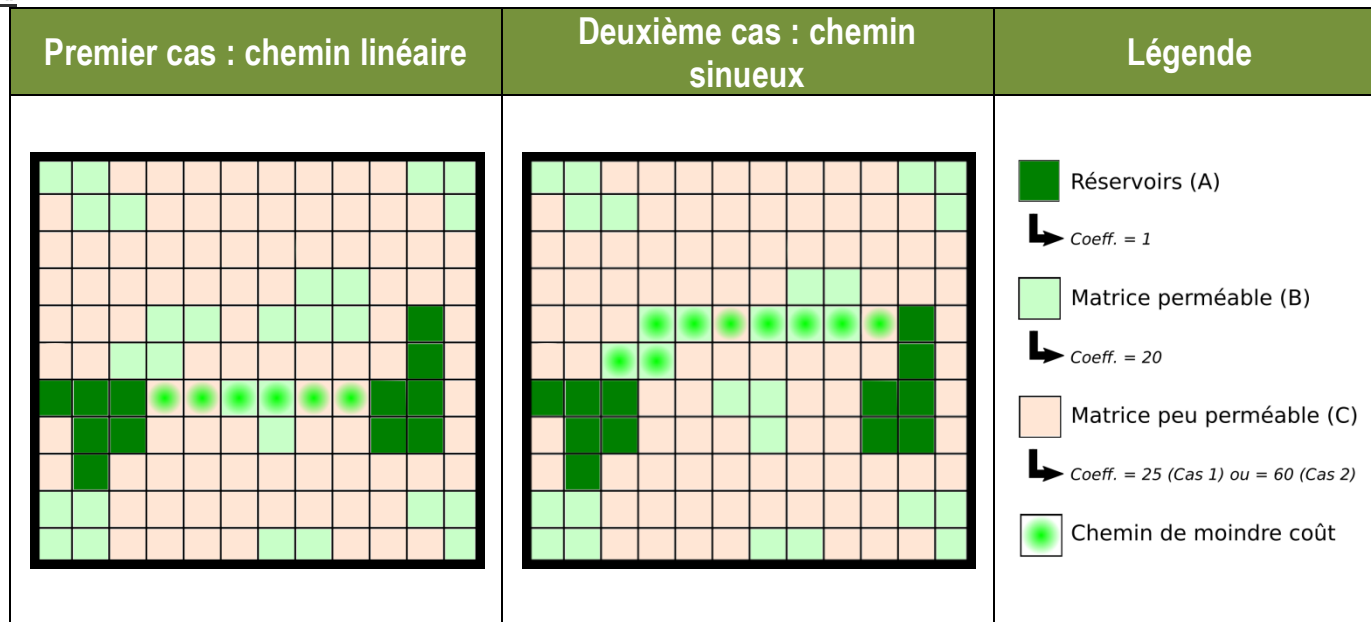 Premier cas : chemin linéaire
Deuxième cas : chemin
sinueux
Légende
Réservoirs (A)
Coeff. = 1
Matrice perméable (B)
Coeff. = 20
Matrice peu perméable (C)
Coeff. = 25 (Cas 1) ou = 60 (Cas 2)
Chemin de moindre coût